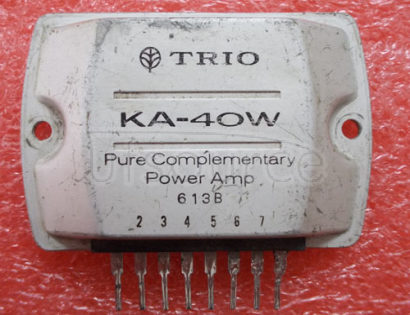 TRIO
KA-40W
Pure Complementary
Power Amp
613B
2 3 4 5 6 7